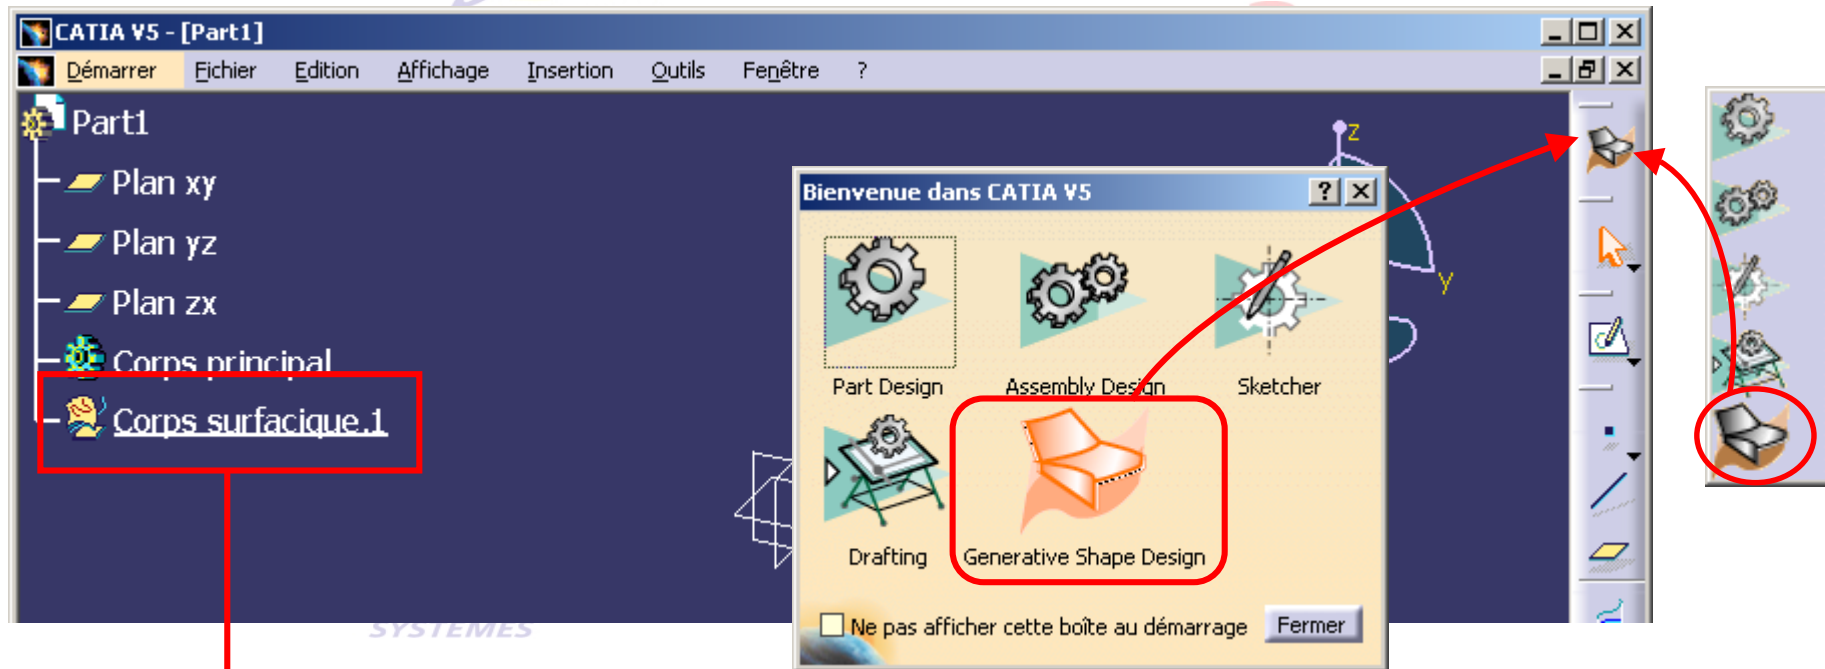 CATIA V5 - [Part1]
Démarrer Fichier Edition Affichage Insertion Outils Fenêtre ?
Part1
Plan xy
Plan yz
Plan zx
Corps principal
Corps surfacique.1
z
y
Bienvenue dans CATIA V5
Part Design Assembly Design Sketcher
Drafting Generative Shape Design
Ne pas afficher cette boîte au démarrage Fermer
SYSTEMES